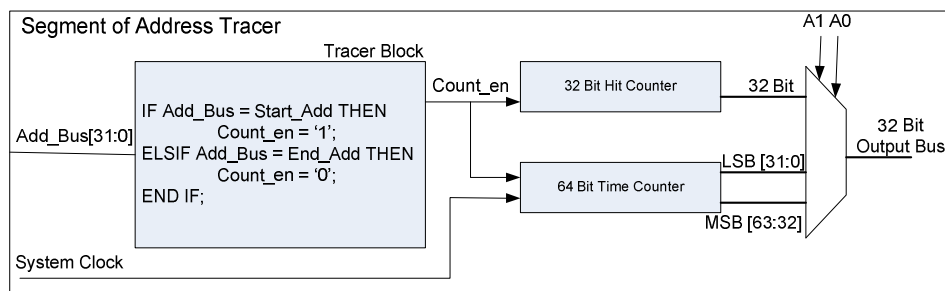 Segment of Address Tracer
A1 A0
Tracer Block
Count_en
32 Bit Hit Counter
32 Bit
IF Add_Bus = Start_Add THEN
Count_en = ‘1’;
ELSIF Add_Bus = End_Add THEN
Count_en = ‘0’;
END IF;
Add_Bus[31:0]
32 Bit
Output Bus
LSB [31:0]
64 Bit Time Counter
MSB [63:32]
System Clock